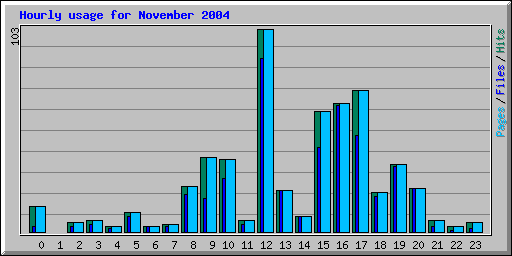 Hourly usage for November 2004
103
Pages/Files/Hits
0 1 2 3 4 5 6 7 8 9 10 11 12 13 14 15 16 17 18 19 20 21 22 23